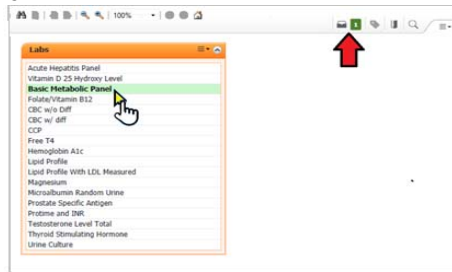 100%
1
Labs
Acute Hepatitis Panel
Vitamin D 25 Hydroxy Level
Basic Metabolic Panel
Folate/Vitamin B12
CBC w/o Diff
CBC w/ diff
CCP
Free T4
Hemoglobin A1c
Lipid Profile
Lipid Profile With LDL Measured
Magnesium
Microalbumin Random Urine
Prostate Specific Antigen
Protime and INR
Testosterone Level Total
Thyroid Stimulating Hormone
Urine Culture